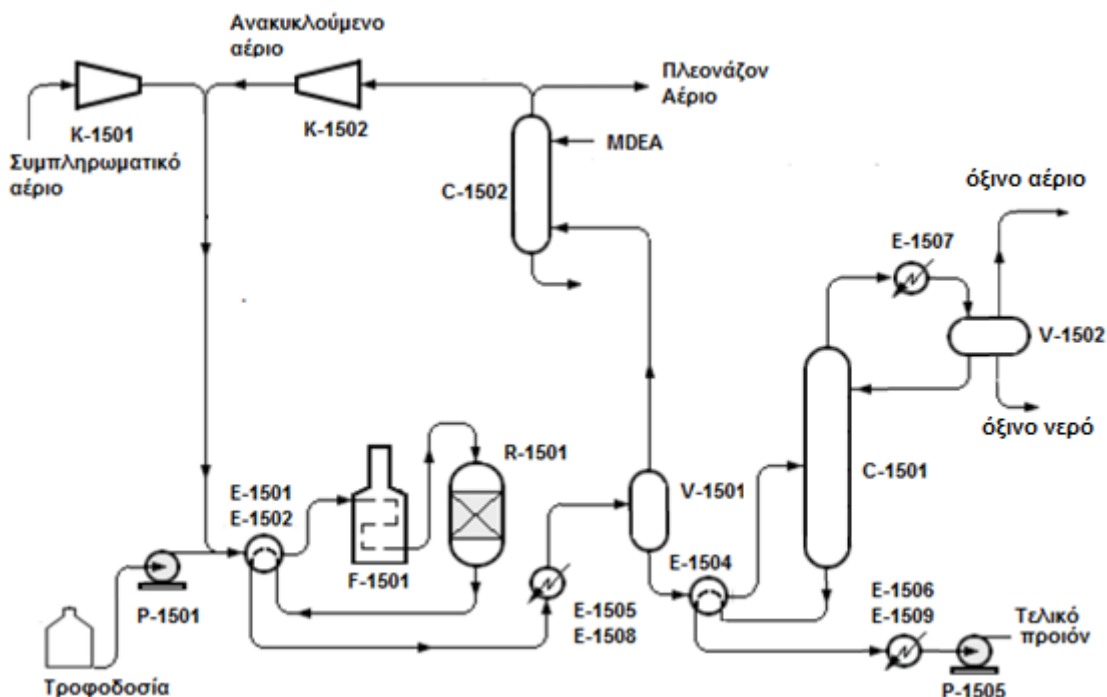 Ανακυκλούμενο
αέριο
Πλεονάζον
Αέριο
K-1501
K-1502
MDEA
Συμπληρωματικό
αέριο
C-1502
όξινο αέριο
E-1507
V-1502
όξινο νερό
R-1501
C-1501
V-1501
E-1501
E-1502
E-1504
F-1501
P-1501
E-1505
E-1508
E-1506
E-1509
Τελικό
προιόν
P-1505
Τροφοδοσία